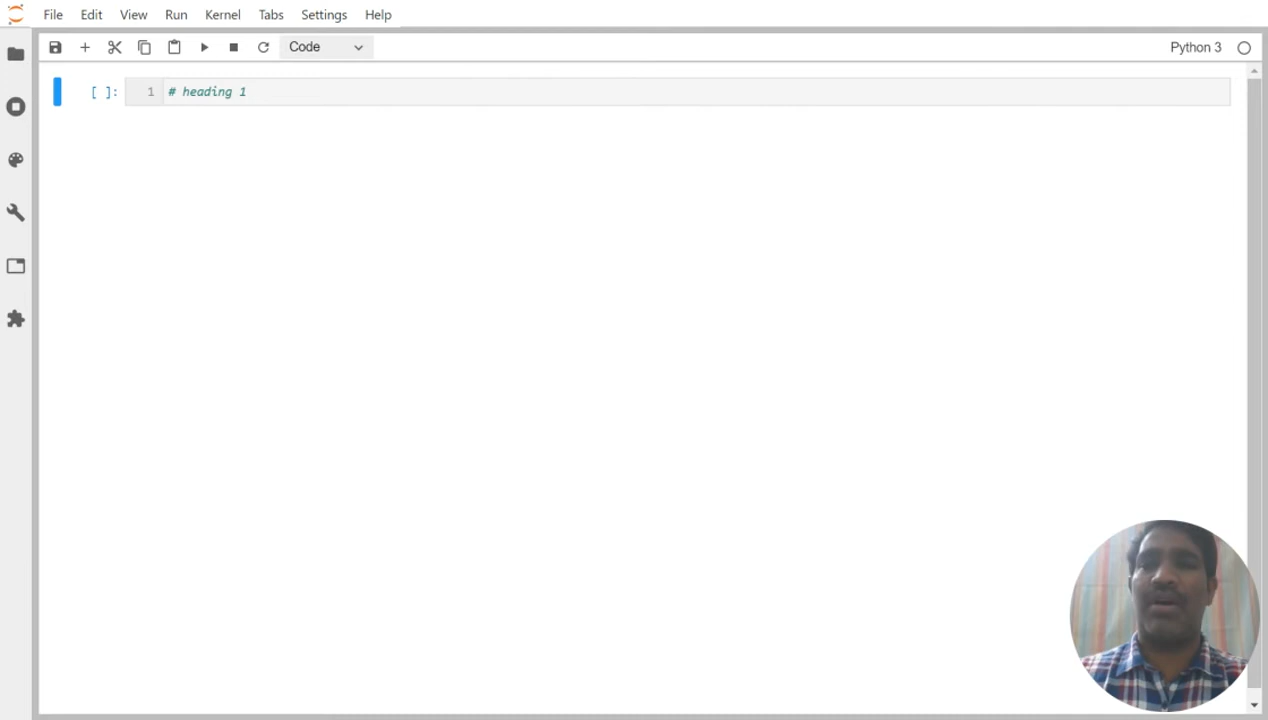 File Edit View Run Kernel Tabs Settings Help
Code Python 3
[ ]: 1 # heading 1